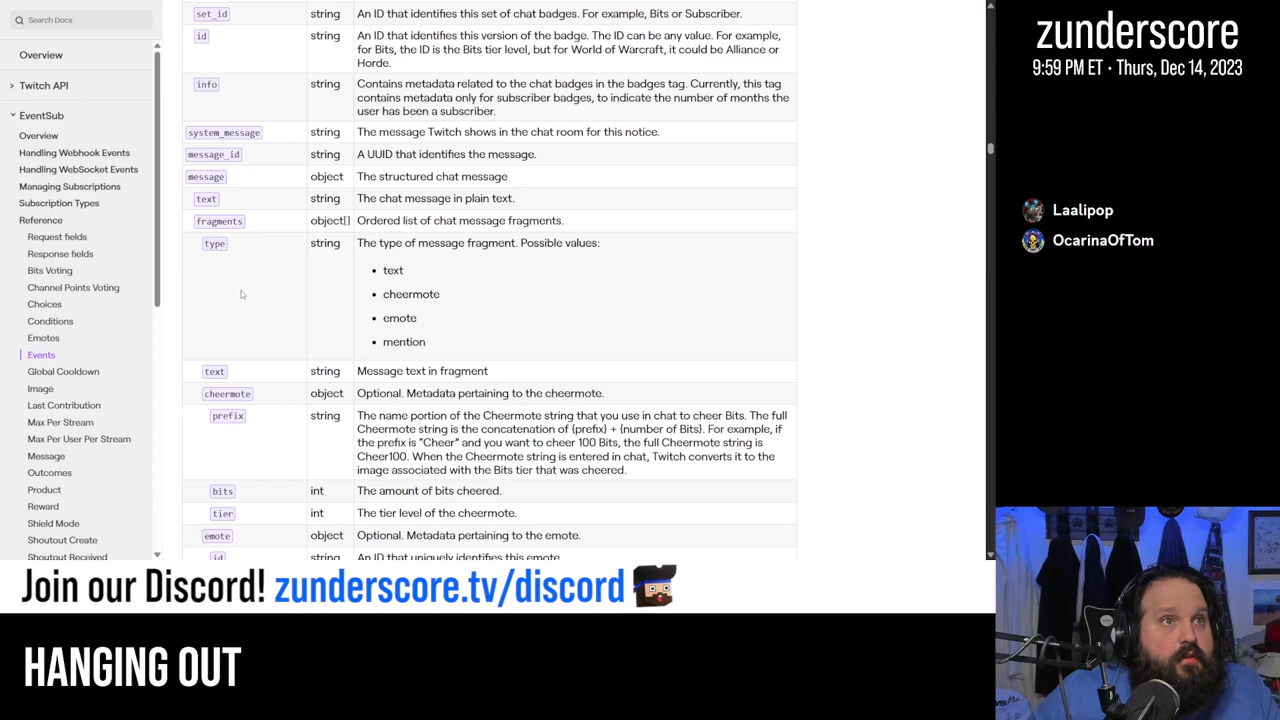 Search Docs
Overview
Twitch API
EventSub
Overview
Handling Webhook Events
Handling WebSocket Events
Managing Subscriptions
Subscription Types
Reference
Request fields
Response fields
Bits Voting
Channel Points Voting
Choices
Conditions
Emotes
Events
Global Cooldown
Image
Last Contribution
Max Per Stream
Max Per User Per Stream
Message
Outcomes
Product
Reward
Shield Mode
Shoutout Create
Shoutout Received
set_id string An ID that identifies this set of chat badges. For example, Bits or Subscriber.
id string An ID that identifies this version of the badge. The ID can be any value. For example,
for Bits, the ID is the Bits tier level, but for World of Warcraft, it could be Alliance or
Horde.
info string Contains metadata related to the chat badges in the badges tag. Currently, this tag
contains metadata only for subscriber badges, to indicate the number of months the
user has been a subscriber.
system_message string The message Twitch shows in the chat room for this notice.
message_id string A UUID that identifies the message.
message object The structured chat message
text string The chat message in plain text.
fragments object[] Ordered list of chat message fragments.
type string The type of message fragment. Possible values:
• text
• cheermote
• emote
• mention
text string Message text in fragment
cheermote object Optional. Metadata pertaining to the cheermote.
prefix string The name portion of the Cheermote string that you use in chat to cheer Bits. The full
Cheermote string is the concatenation of {prefix} + {number of Bits}. For example, if
the prefix is "Cheer" and you want to cheer 100 Bits, the full Cheermote string is
Cheer100. When the Cheermote string is entered in chat, Twitch converts it to the
image associated with the Bits tier that was cheered.
bits int The amount of bits cheered.
tier int The tier level of the cheermote.
emote object Optional. Metadata pertaining to the emote.
id string An ID that uniquely identifies this emote.
zunderscore
9:59 PM ET • Thurs, Dec 14, 2023
Laalipop
OcarinaOfTom
Join our Discord! zunderscore.tv/discord
HANGING OUT